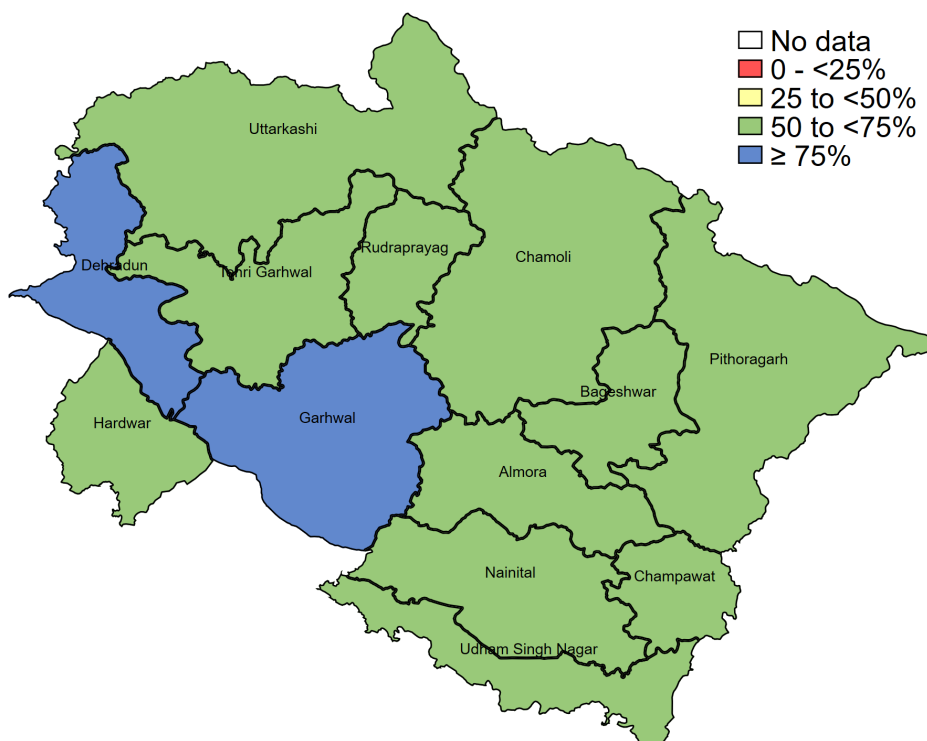 No data
0 - <25%
25 to <50%
50 to <75%
≥ 75%
Uttarkashi
Rudraprayag
Chamoli
Dehradun
Tehri Garhwal
Pithoragarh
Bageshwar
Garhwal
Hardwar
Almora
Nainital
Champawat
Udham Singh Nagar